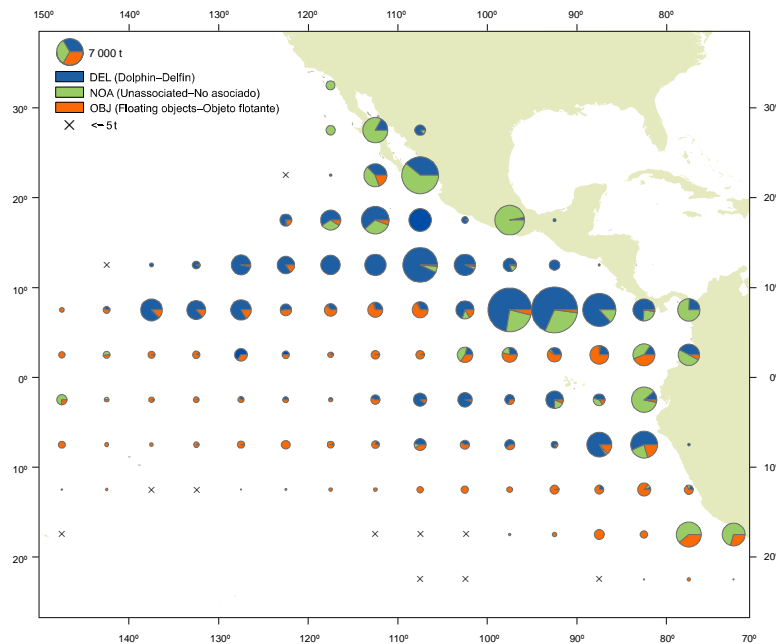 150º 140º 130º 120º 110º 100º 90º 80º
7 000 t
DEL (Dolphin–Delfin)
NOA (Unassociated–No asociado)
OBJ (Floating objects–Objeto flotante)
<= 5 t
30º 30º
20º 20º
10º 10º
0º 0º
10º 10º
20º 20º
140º 130º 120º 110º 100º 90º 80º 70º